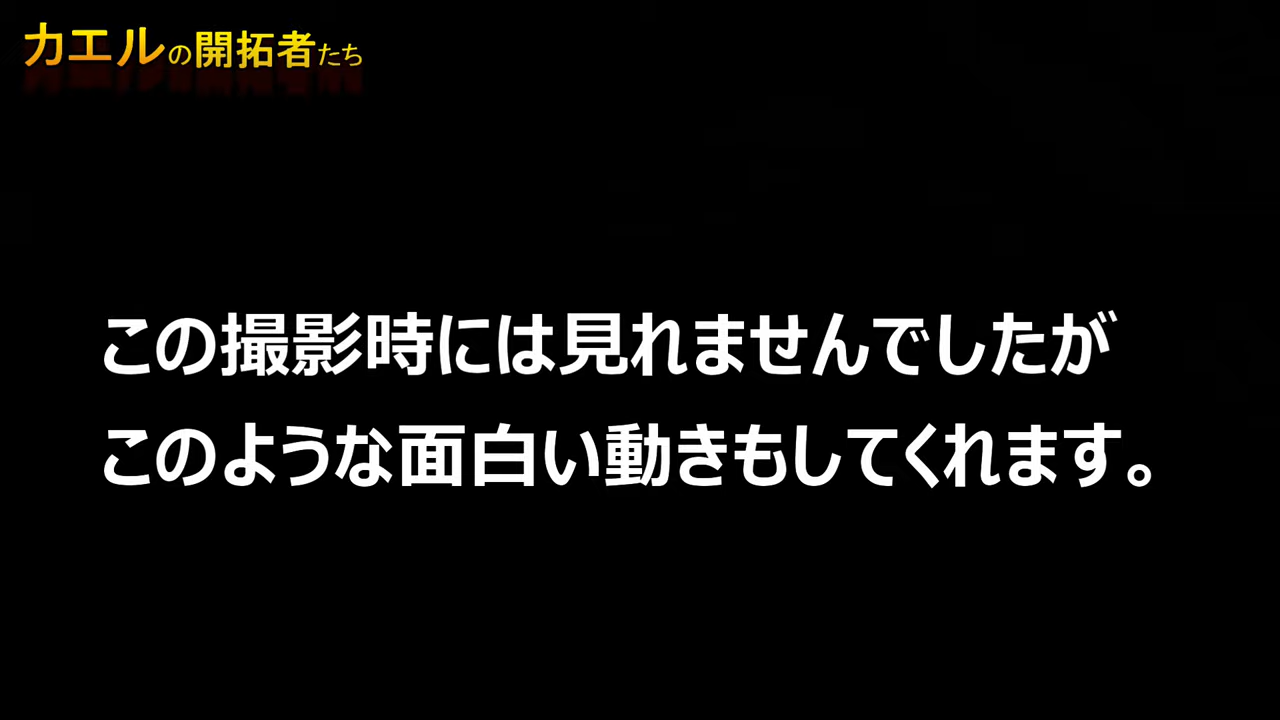 カエルの開拓者たち
この撮影時には見れませんでしたが
このような面白い動きもしてくれます。